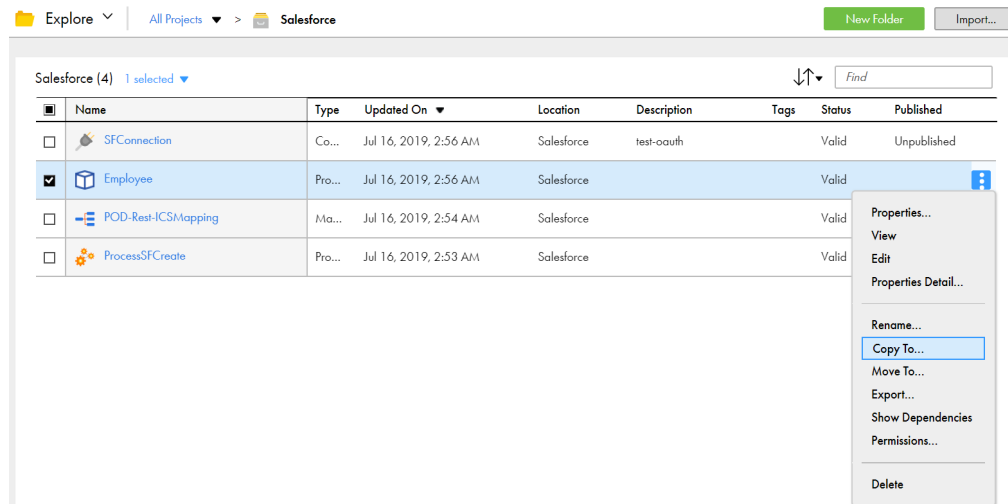 Explore All Projects > Salesforce New Folder Import...
Salesforce (4) 1 selected Find
Name Type Updated On Location Description Tags Status Published
SFConnection Co... Jul 16, 2019, 2:56 AM Salesforce test-oauth Valid Unpublished
Employee Pro... Jul 16, 2019, 2:56 AM Salesforce Valid
POD-Rest-ICSMapping Ma... Jul 16, 2019, 2:54 AM Salesforce Valid
ProcessSFCreate Pro... Jul 16, 2019, 2:53 AM Salesforce Valid
Properties...
View
Edit
Properties Detail...
Rename...
Copy To...
Move To...
Export...
Show Dependencies
Permissions...
Delete